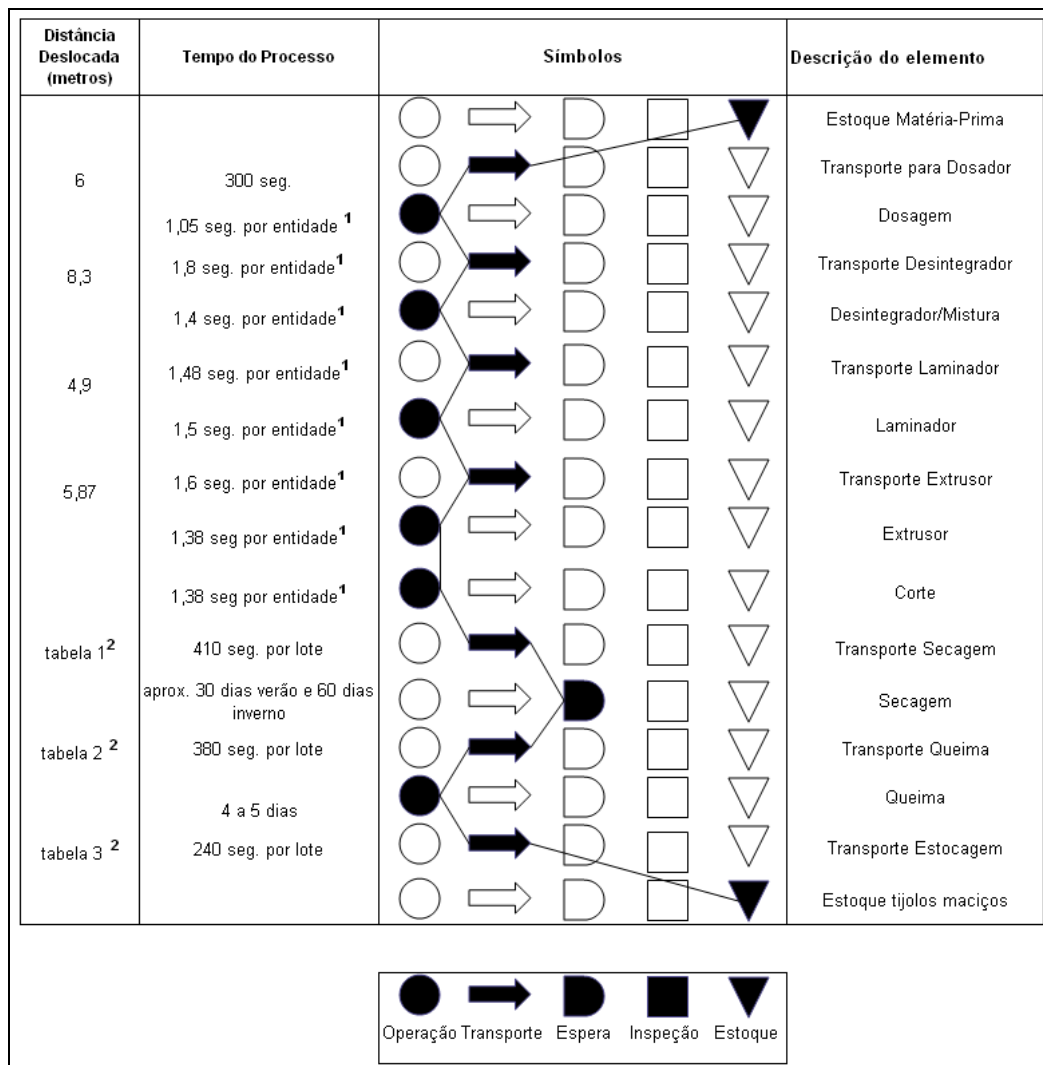 Distância
Deslocada
(metros)
Tempo do Processo
Símbolos
Descrição do elemento
Estoque Matéria-Prima
6
300 seg.
Transporte para Dosador
1,05 seg. por entidade 1
Dosagem
8,3
1,8 seg. por entidade1
Transporte Desintegrador
1,4 seg. por entidade1
Desintegrador/Mistura
4,9
1,48 seg. por entidade1
Transporte Laminador
1,5 seg. por entidade1
Laminador
5,87
1,6 seg. por entidade1
Transporte Extrusor
1,38 seg por entidade1
Extrusor
1,38 seg por entidade1
Corte
tabela 1 2
410 seg. por lote
Transporte Secagem
aprox. 30 dias verão e 60 dias
inverno
Secagem
tabela 2 2
380 seg. por lote
Transporte Queima
4 a 5 dias
Queima
tabela 3 2
240 seg. por lote
Transporte Estocagem
Estoque tijolos maciços
Operação Transporte Espera Inspeção Estoque